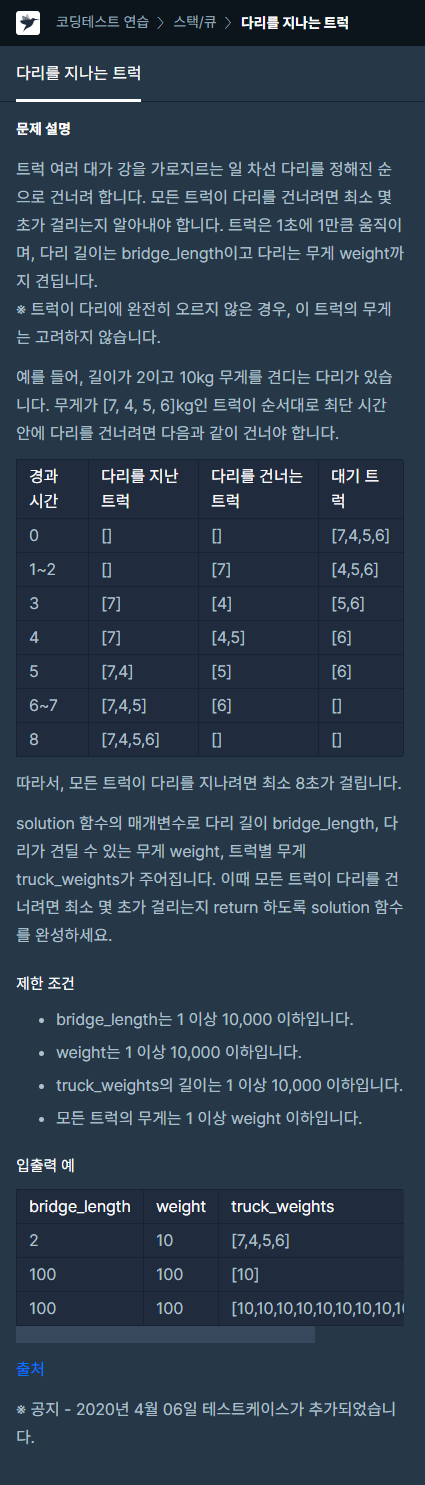 코딩테스트 연습 > 스택/큐 > 다리를 지나는 트럭
다리를 지나는 트럭
문제 설명
트럭 여러 대가 강을 가로지르는 일 차선 다리를 정해진 순
으로 건너려 합니다. 모든 트럭이 다리를 건너려면 최소 몇
초가 걸리는지 알아내야 합니다. 트럭은 1초에 1만큼 움직이
며, 다리 길이는 bridge_length이고 다리는 무게 weight까
지 견딥니다.
※ 트럭이 다리에 완전히 오르지 않은 경우, 이 트럭의 무게
는 고려하지 않습니다.
예를 들어, 길이가 2이고 10kg 무게를 견디는 다리가 있습
니다. 무게가 [7, 4, 5, 6]kg인 트럭이 순서대로 최단 시간
안에 다리를 건너려면 다음과 같이 건너야 합니다.
경과 다리를 지난 다리를 건너는 대기 트
시간 트럭 트럭 럭
0 [] [] [7,4,5,6]
1~2 [] [7] [4,5,6]
3 [7] [4] [5,6]
4 [7] [4,5] [6]
5 [7,4] [5] [6]
6~7 [7,4,5] [6] []
8 [7,4,5,6] [] []
따라서, 모든 트럭이 다리를 지나려면 최소 8초가 걸립니다.
solution 함수의 매개변수로 다리 길이 bridge_length, 다
리가 견딜 수 있는 무게 weight, 트럭별 무게
truck_weights가 주어집니다. 이때 모든 트럭이 다리를 건
너려면 최소 몇 초가 걸리는지 return 하도록 solution 함수
를 완성하세요.
제한 조건
• bridge_length는 1 이상 10,000 이하입니다.
• weight는 1 이상 10,000 이하입니다.
• truck_weights의 길이는 1 이상 10,000 이하입니다.
• 모든 트럭의 무게는 1 이상 weight 이하입니다.
입출력 예
bridge_length weight truck_weights
2 10 [7,4,5,6]
100 100 [10]
100 100 [10,10,10,10,10,10,10,10,10
출처
※ 공지 - 2020년 4월 06일 테스트케이스가 추가되었습니
다.